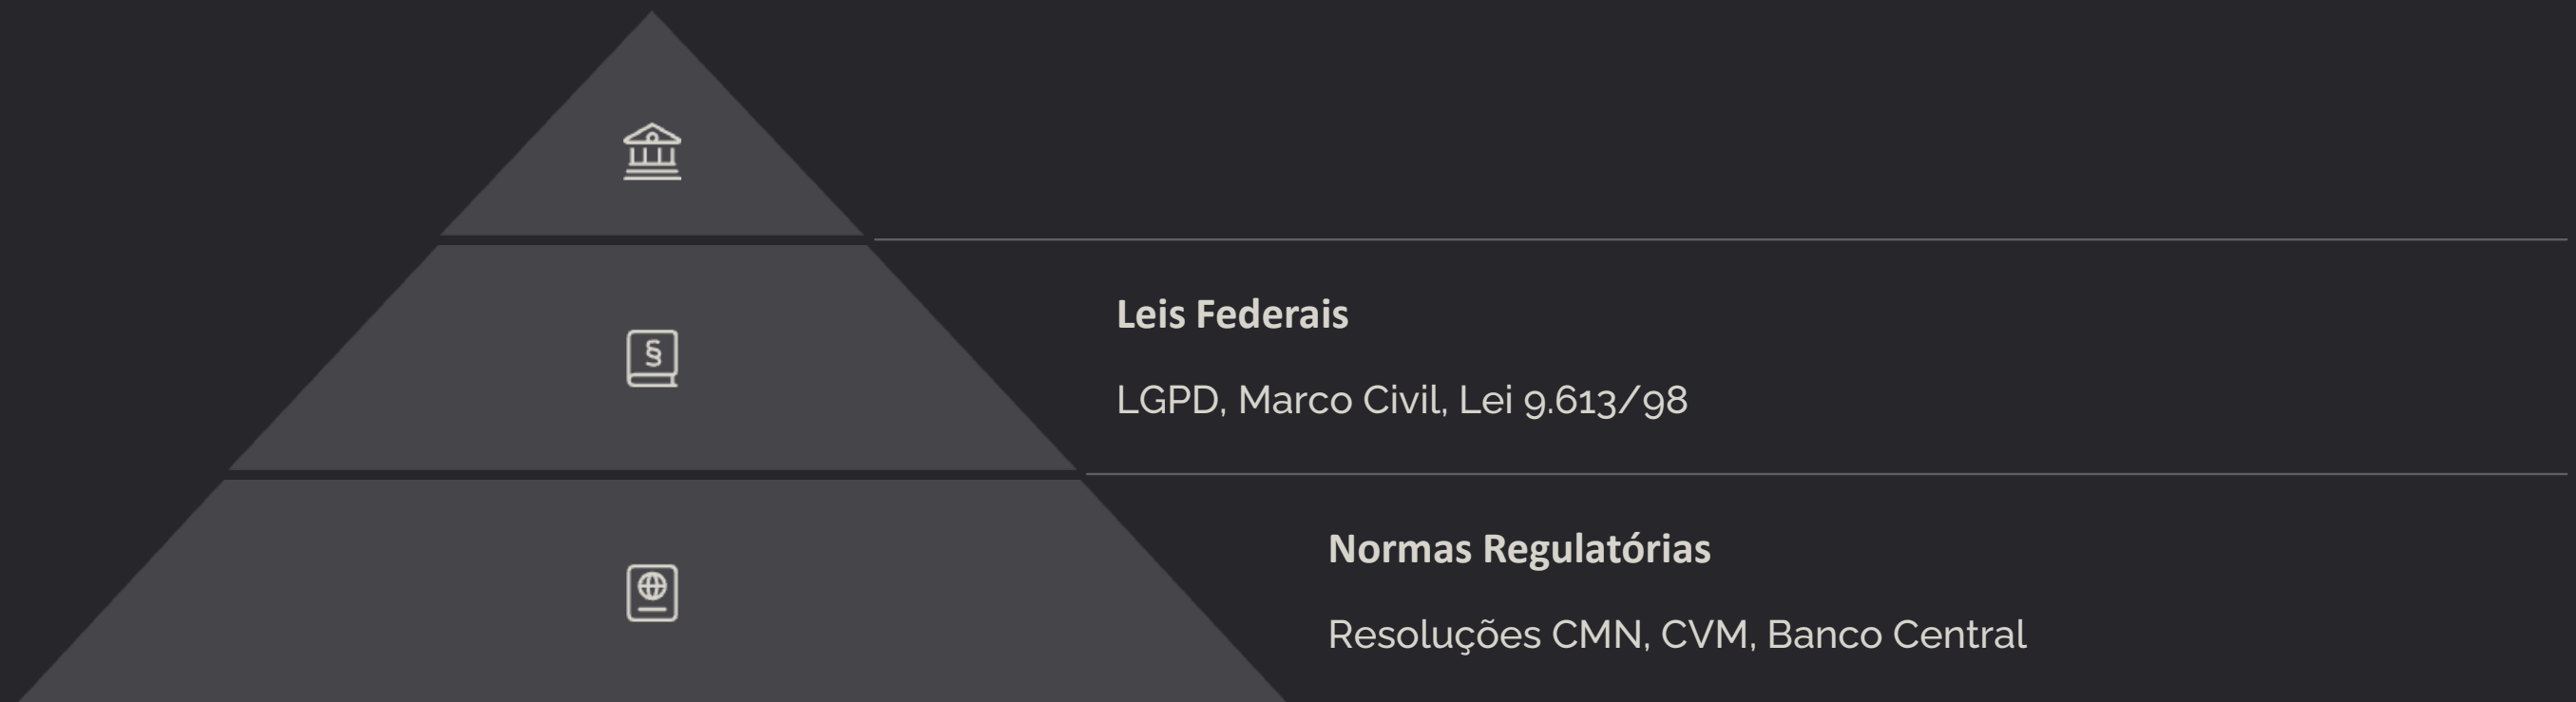 Leis Federais
LGPD, Marco Civil, Lei 9.613/98
Normas Regulatórias
Resoluções CMN, CVM, Banco Central